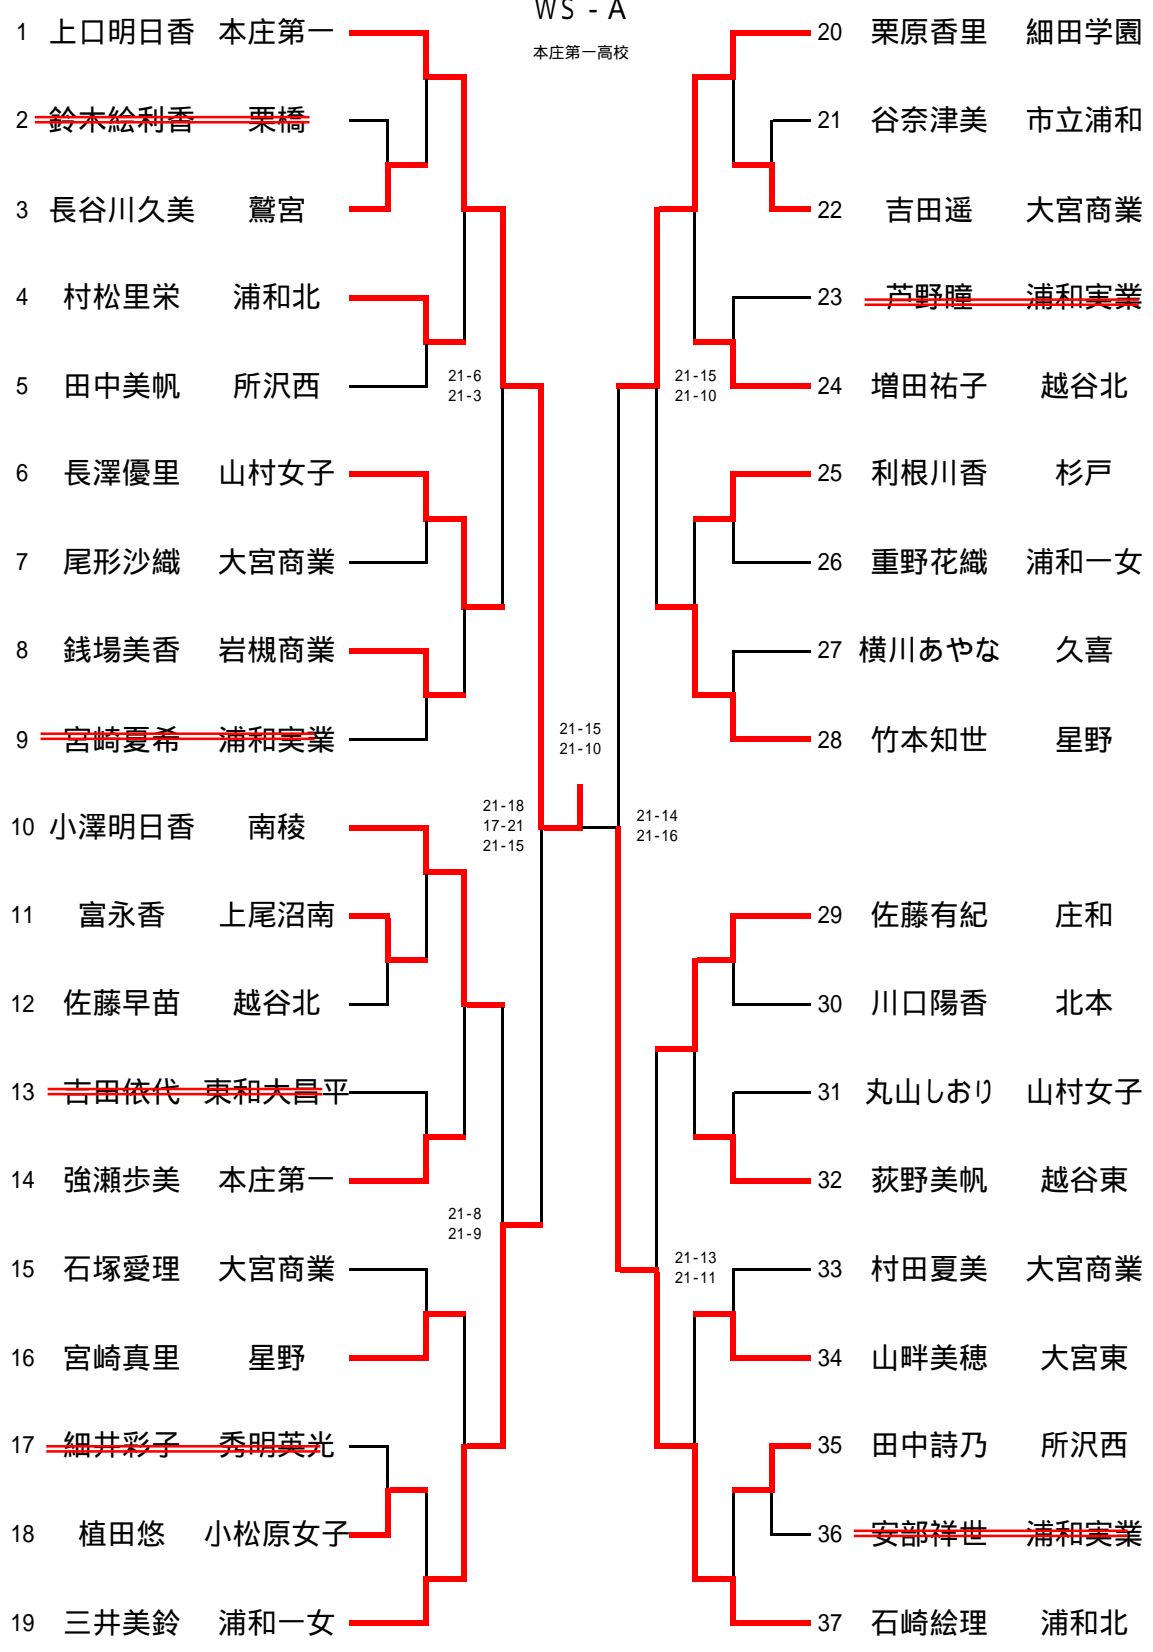 WS - A
本庄第一高校
1 上口明日香 本庄第一
2 鈴木絵利香 栗橋
3 長谷川久美 鷲宮
4 村松里栄 浦和北
5 田中美帆 所沢西
6 長澤優里 山村女子
7 尾形沙織 大宮商業
8 銭場美香 岩槻商業
9 宮崎夏希 浦和実業
10 小澤明日香 南稜
11 富永香 上尾沼南
12 佐藤早苗 越谷北
13 吉田依代 東和大昌平
14 強瀬歩美 本庄第一
15 石塚愛理 大宮商業
16 宮崎真里 星野
17 細井彩子 秀明英光
18 植田悠 小松原女子
19 三井美鈴 浦和一女
21-6
21-3
21-18
17-21
21-15
21-8
21-9
21-15
21-10
21-15
21-10
21-14
21-16
21-13
21-11
20 栗原香里 細田学園
21 谷奈津美 市立浦和
22 吉田遥 大宮商業
23 芦野瞳 浦和実業
24 増田祐子 越谷北
25 利根川香 杉戸
26 重野花織 浦和一女
27 横川あやな 久喜
28 竹本知世 星野
29 佐藤有紀 庄和
30 川口陽香 北本
31 丸山しおり 山村女子
32 荻野美帆 越谷東
33 村田夏美 大宮商業
34 山畔美穂 大宮東
35 田中詩乃 所沢西
36 安部祥世 浦和実業
37 石崎絵理 浦和北